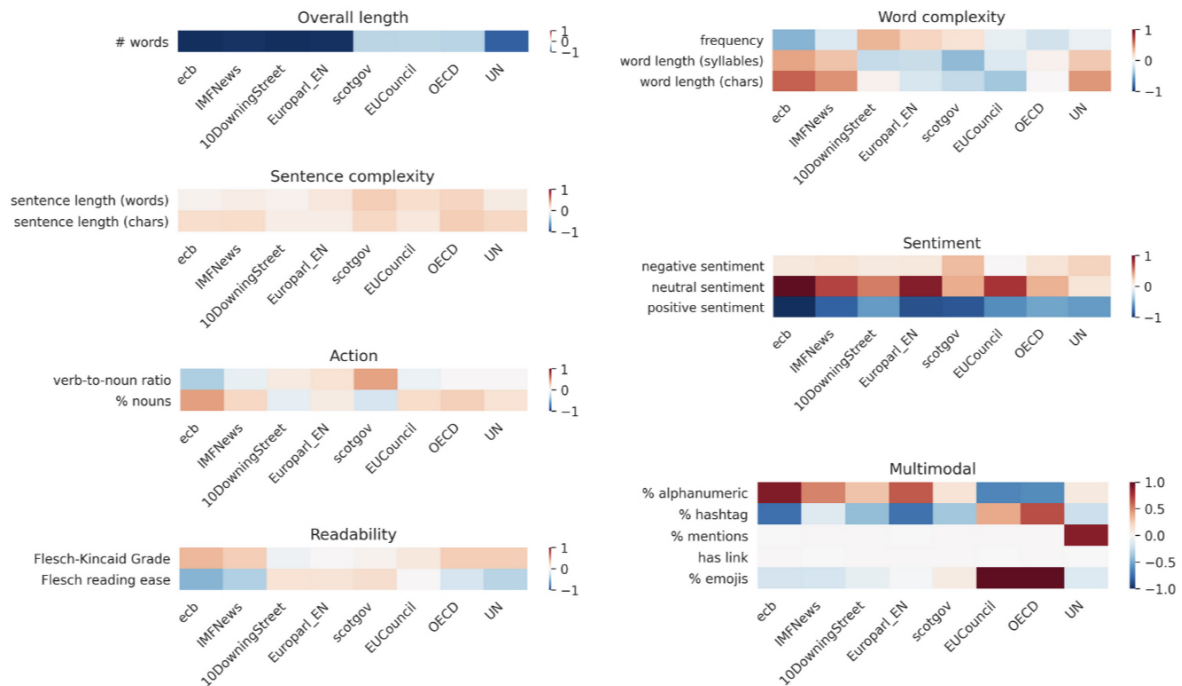 Overall length
# words
1
0
−1
ecb
IMFNews
10DowningStreet
Europarl_EN
scotgov
EUCouncil
OECD
UN
Sentence complexity
sentence length (words)
sentence length (chars)
1
0
−1
ecb
IMFNews
10DowningStreet
Europarl_EN
scotgov
EUCouncil
OECD
UN
Action
verb-to-noun ratio
% nouns
1
0
−1
ecb
IMFNews
10DowningStreet
Europarl_EN
scotgov
EUCouncil
OECD
UN
Readability
Flesch-Kincaid Grade
Flesch reading ease
1
0
−1
ecb
IMFNews
10DowningStreet
Europarl_EN
scotgov
EUCouncil
OECD
UN
Word complexity
frequency
word length (syllables)
word length (chars)
1
0
−1
ecb
IMFNews
10DowningStreet
Europarl_EN
scotgov
EUCouncil
OECD
UN
Sentiment
negative sentiment
neutral sentiment
positive sentiment
1
0
−1
ecb
IMFNews
10DowningStreet
Europarl_EN
scotgov
EUCouncil
OECD
UN
Multimodal
% alphanumeric
% hashtag
% mentions
has link
% emojis
1.0
0.5
0.0
−0.5
−1.0
ecb
IMFNews
10DowningStreet
Europarl_EN
scotgov
EUCouncil
OECD
UN